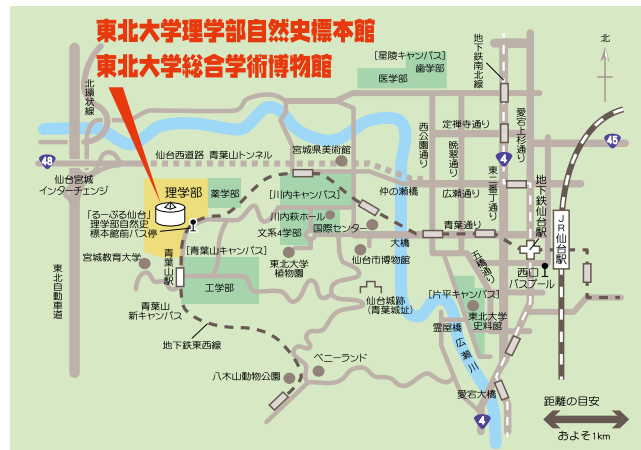 東北大学理学部自然史標本館
東北大学総合学術博物館
北環状線
[星陵キャンパス]
歯学部
医学部
地下鉄南北線
北
愛宕上杉通り
定禅寺通り
西公園通り
晩翠通り
東二番丁通り
48
仙台西道路 青葉山トンネル
宮城県美術館
4
45
仙台宮城
インターチェンジ
理学部
薬学部
[川内キャンパス]
仲の瀬橋
広瀬通り
「るーぷる仙台」
理学部自然史
標本館前バス停
川内萩ホール
文系4学部
国際センター
青葉通り
地下鉄仙台駅
JR仙台駅
大橋
宮城教育大学
青葉山駅
[青葉山キャンパス]
東北大学
植物園
仙台市博物館
五橋通り
西口
バスプール
東北自動車道
工学部
仙台城跡
(青葉城址)
[片平キャンパス]
東北大学
史料館
青葉山
新キャンパス
霊屋橋
広瀬川
地下鉄東西線
ベニーランド
八木山動物公園
愛宕大橋
4
距離の目安
およそ1km